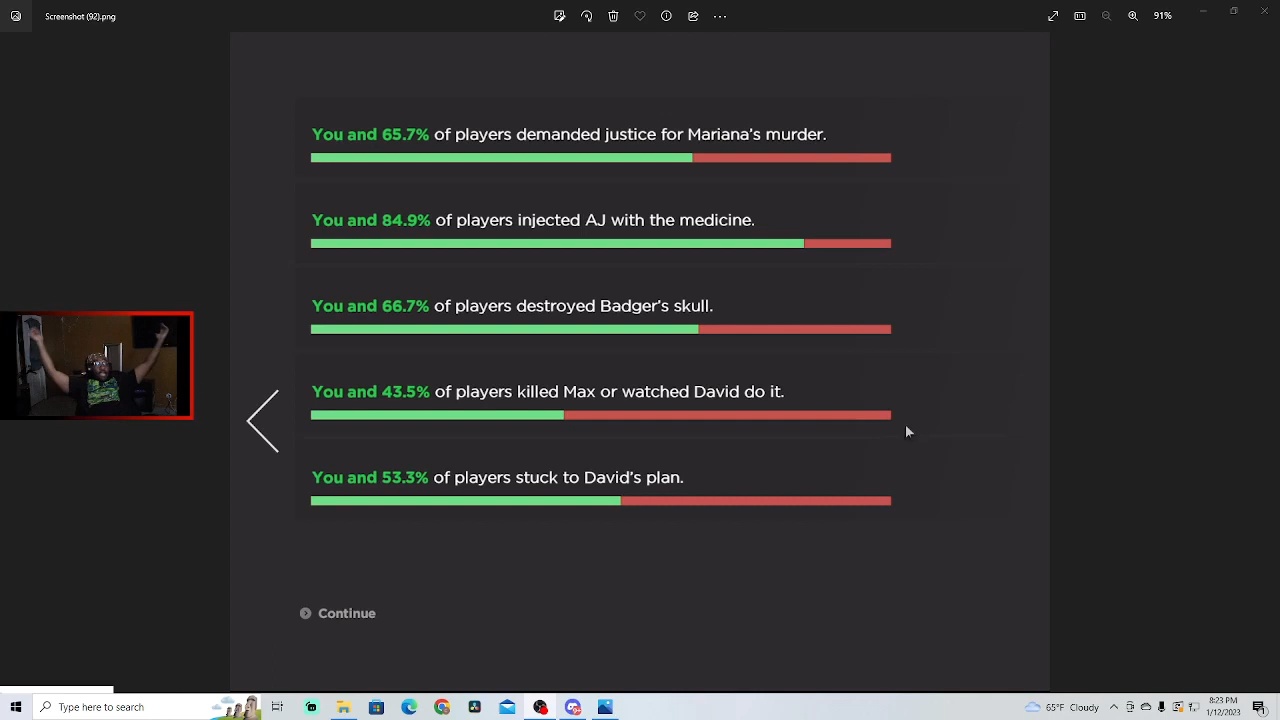 Screenshot (92).png
91%
You and 65.7% of players demanded justice for Mariana's murder.
You and 84.9% of players injected AJ with the medicine.
You and 66.7% of players destroyed Badger's skull.
You and 43.5% of players killed Max or watched David do it.
You and 53.3% of players stuck to David's plan.
Continue
Type here to search
65°F Cloudy
8:23 PM
1/12/2023